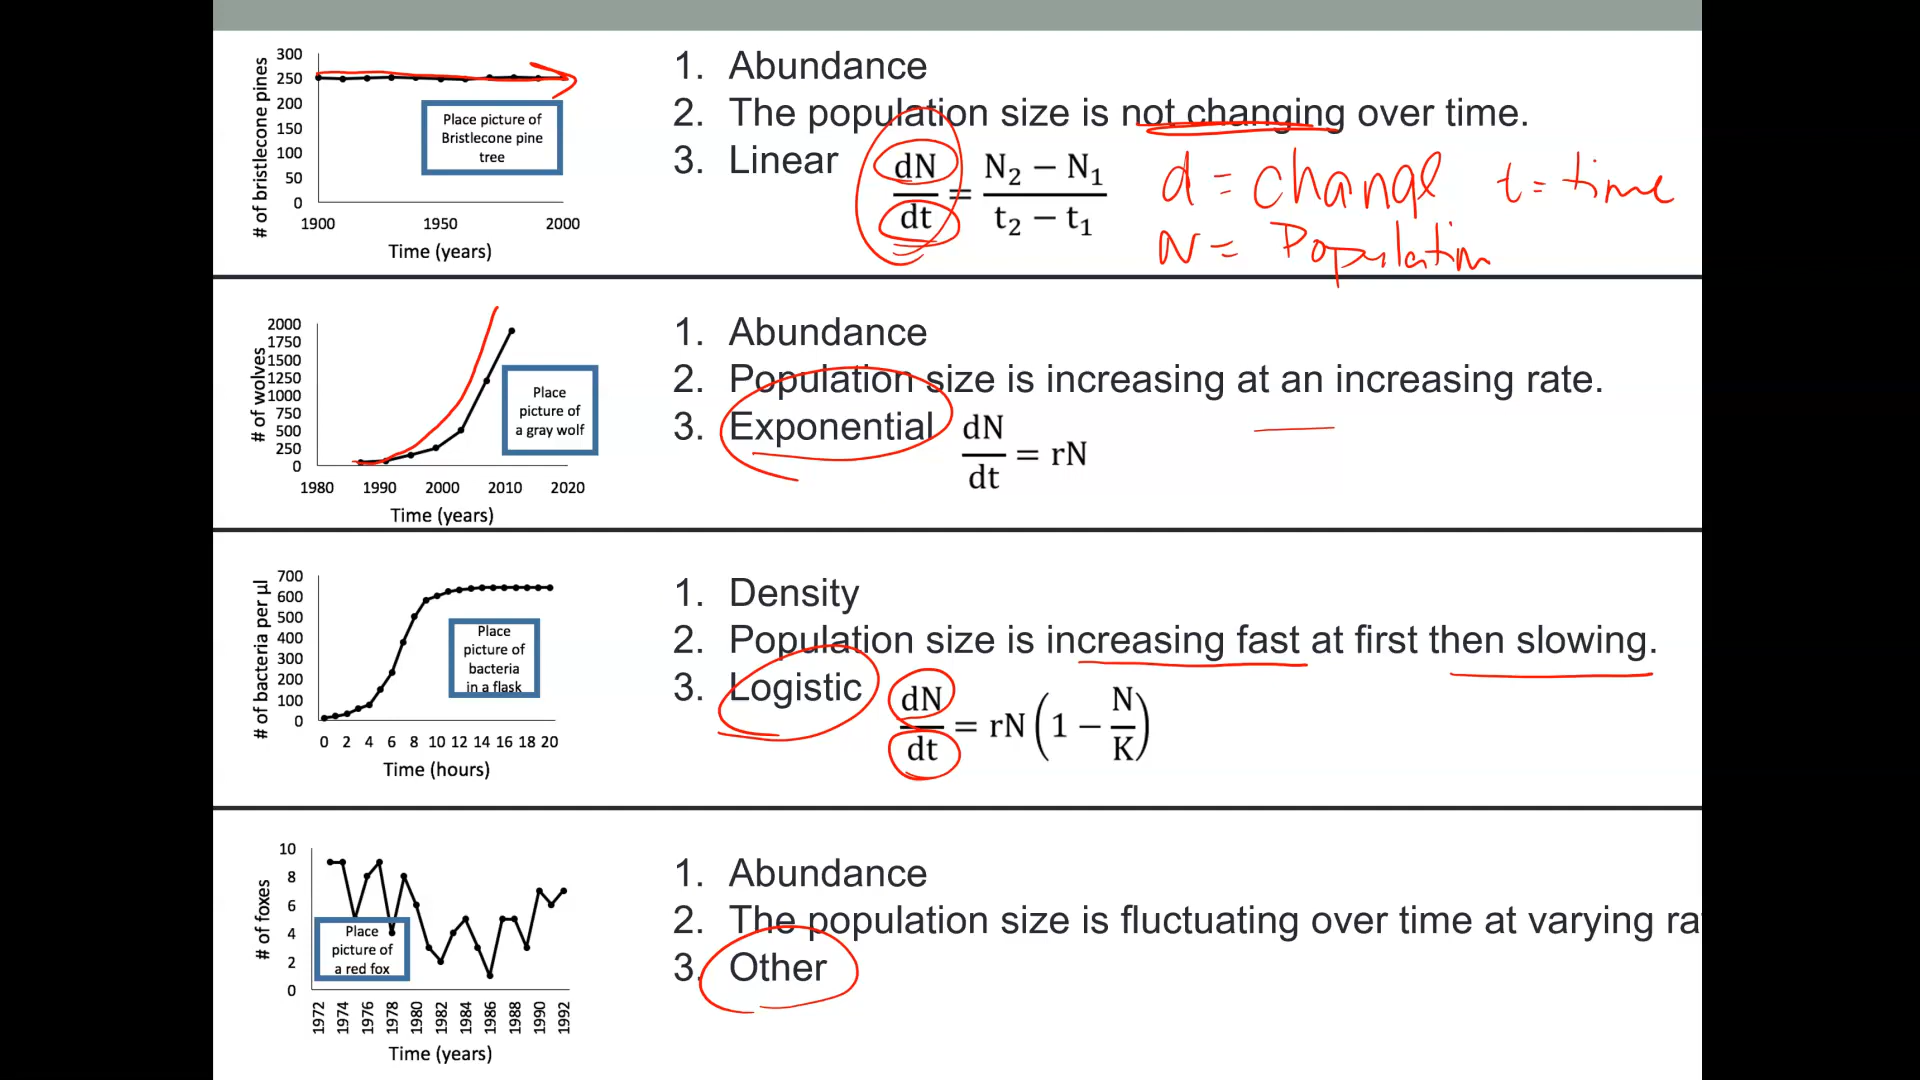 300
250
200
150
100
50
0
# of bristlecone pines
1900 1950 2000
Time (years)
Place picture of
Bristlecone pine
tree
1. Abundance
2. The population size is not changing over time.
3. Linear
dN/dt = (N₂ − N₁)/(t₂ − t₁)
d = change t = time
N = Population
2000
1750
1500
1250
1000
750
500
250
0
# of wolves
1980 1990 2000 2010 2020
Time (years)
Place
picture of
a gray wolf
1. Abundance
2. Population size is increasing at an increasing rate.
3. Exponential
dN/dt = rN
700
600
500
400
300
200
100
0
# of bacteria per µl
0 2 4 6 8 10 12 14 16 18 20
Time (hours)
Place
picture of
bacteria
in a flask
1. Density
2. Population size is increasing fast at first then slowing.
3. Logistic
dN/dt = rN(1 − N/K)
10
8
6
4
2
0
# of foxes
1972 1974 1976 1978 1980 1982 1984 1986 1988 1990 1992
Time (years)
Place
picture of
a red fox
1. Abundance
2. The population size is fluctuating over time at varying ra
3. Other